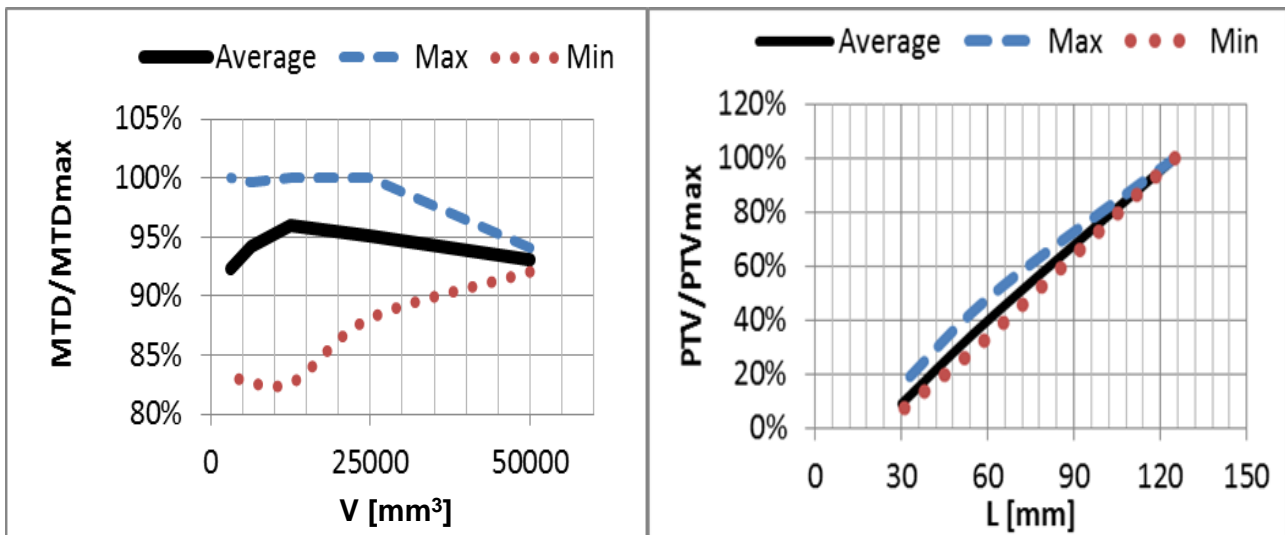 Average Max Min
105%
100%
95%
90%
85%
80%
MTD/MTDmax
0 25000 50000
V [mm³]
Average Max Min
120%
100%
80%
60%
40%
20%
0%
PTV/PTVmax
0 30 60 90 120 150
L [mm]